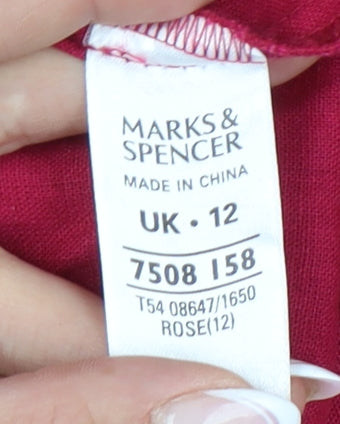 MARKS &
SPENCER
MADE IN CHINA
UK • 12
7508 158
T54 08647/1650
ROSE(12)